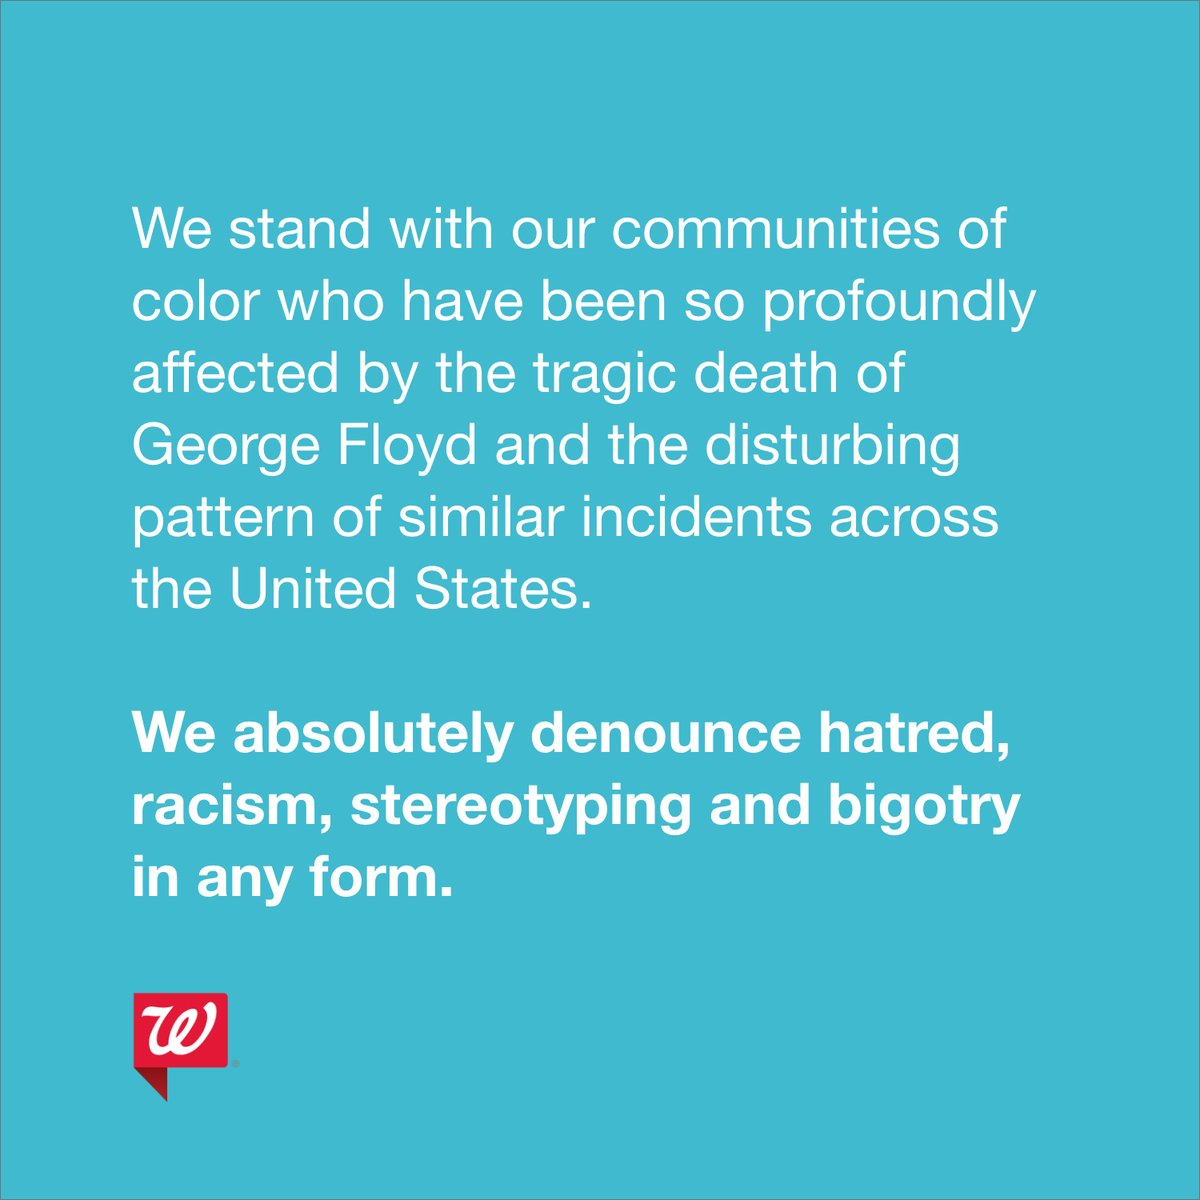 We stand with our communities of
color who have been so profoundly
affected by the tragic death of
George Floyd and the disturbing
pattern of similar incidents across
the United States.
We absolutely denounce hatred,
racism, stereotyping and bigotry
in any form.
W